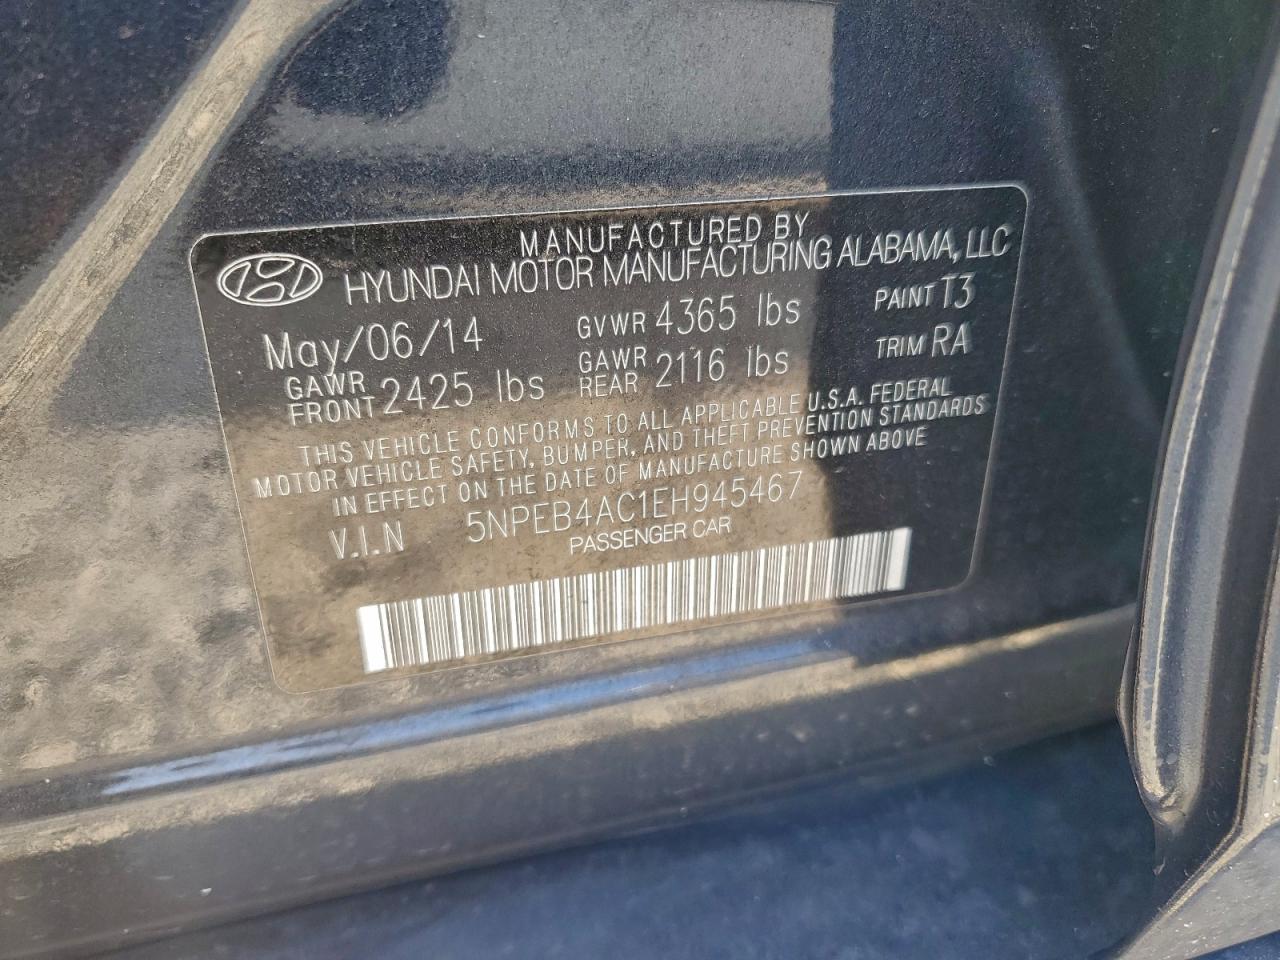 MANUFACTURED BY
HYUNDAI MOTOR MANUFACTURING ALABAMA, LLC
May/06/14 GVWR 4365 lbs PAINT T3
GAWR FRONT 2425 lbs GAWR REAR 2116 lbs TRIM RA
THIS VEHICLE CONFORMS TO ALL APPLICABLE U.S.A. FEDERAL
MOTOR VEHICLE SAFETY, BUMPER, AND THEFT PREVENTION STANDARDS
IN EFFECT ON THE DATE OF MANUFACTURE SHOWN ABOVE
V.I.N 5NPEB4AC1EH945467
PASSENGER CAR